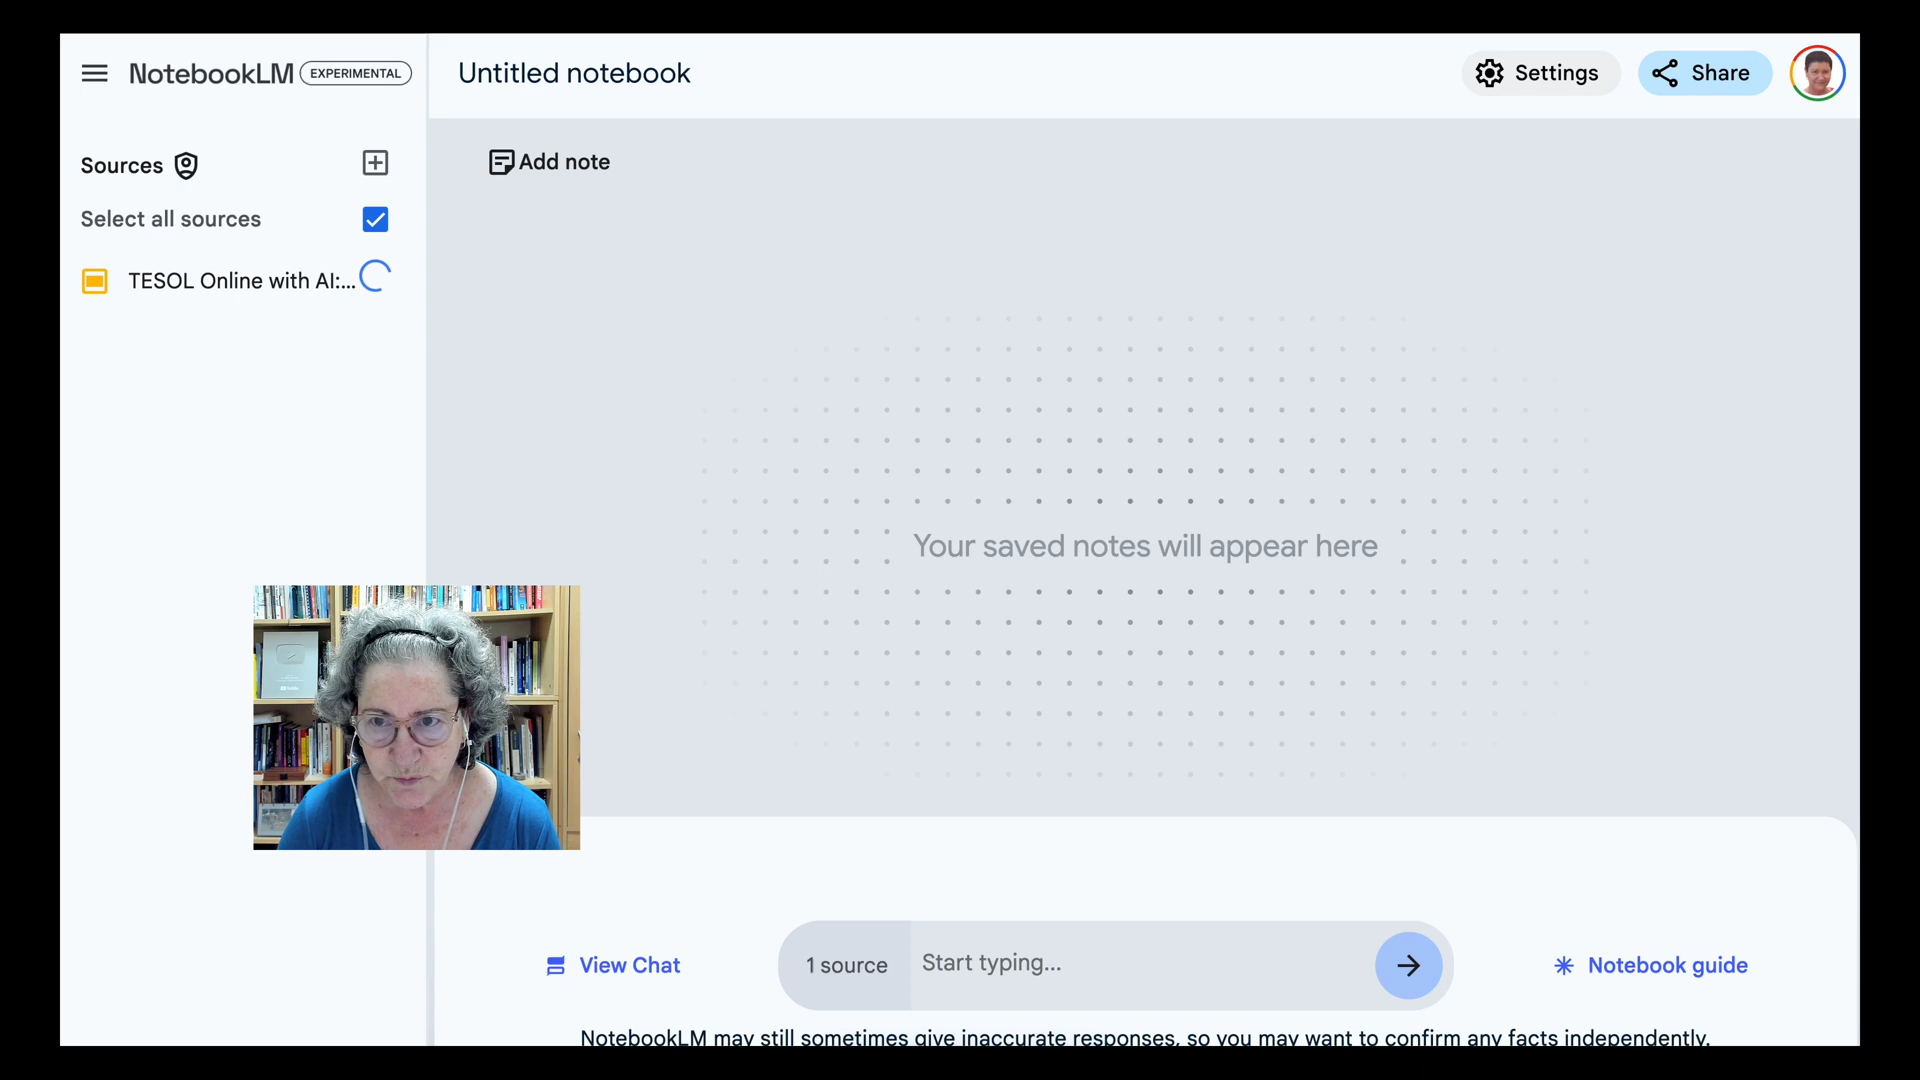 NotebookLM EXPERIMENTAL
Untitled notebook
Settings
Share
Sources
Select all sources
TESOL Online with AI:...
Add note
Your saved notes will appear here
View Chat
1 source
Start typing...
Notebook guide
NotebookLM may still sometimes give inaccurate responses, so you may want to confirm any facts independently.